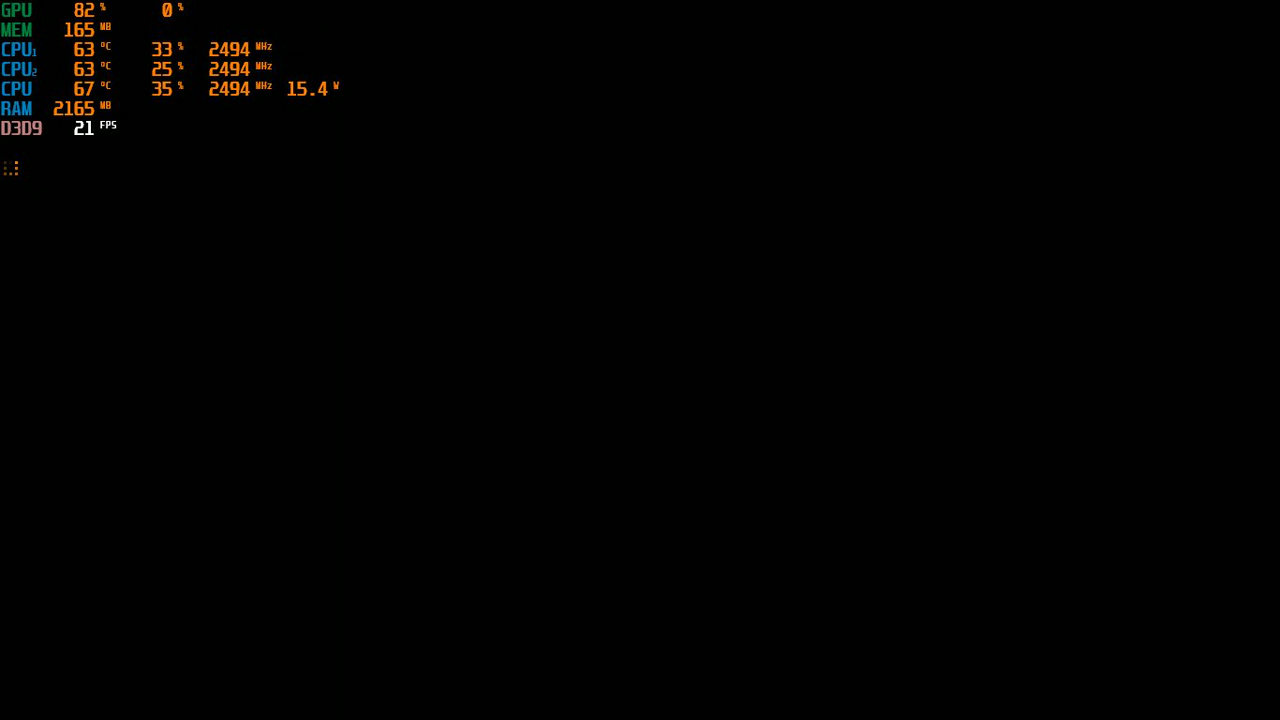 GPU 82 % 0 %
MEM 165 MB
CPU1 63 °C 33 % 2494 MHz
CPU2 63 °C 25 % 2494 MHz
CPU 67 °C 35 % 2494 MHz 15.4 W
RAM 2165 MB
D3D9 21 FPS